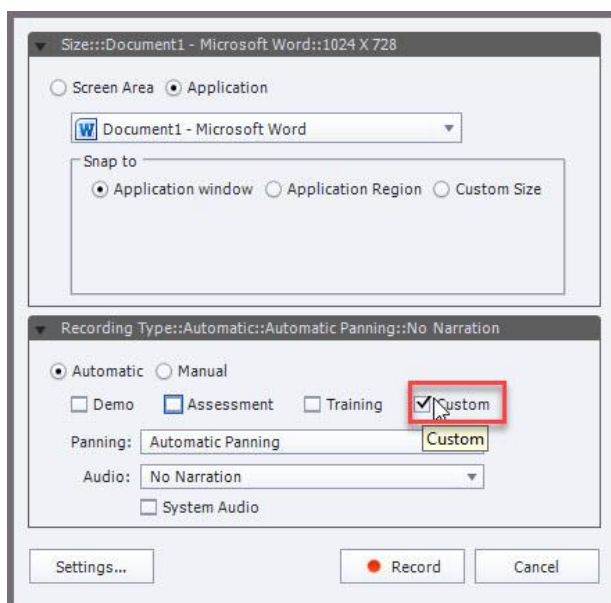 Size:::Document1 - Microsoft Word::1024 X 728
Screen Area Application
W Document1 - Microsoft Word
Snap to
Application window Application Region Custom Size
Recording Type::Automatic::Automatic Panning::No Narration
Automatic Manual
Demo Assessment Training Custom
Panning: Automatic Panning Custom
Audio: No Narration
System Audio
Settings... Record Cancel